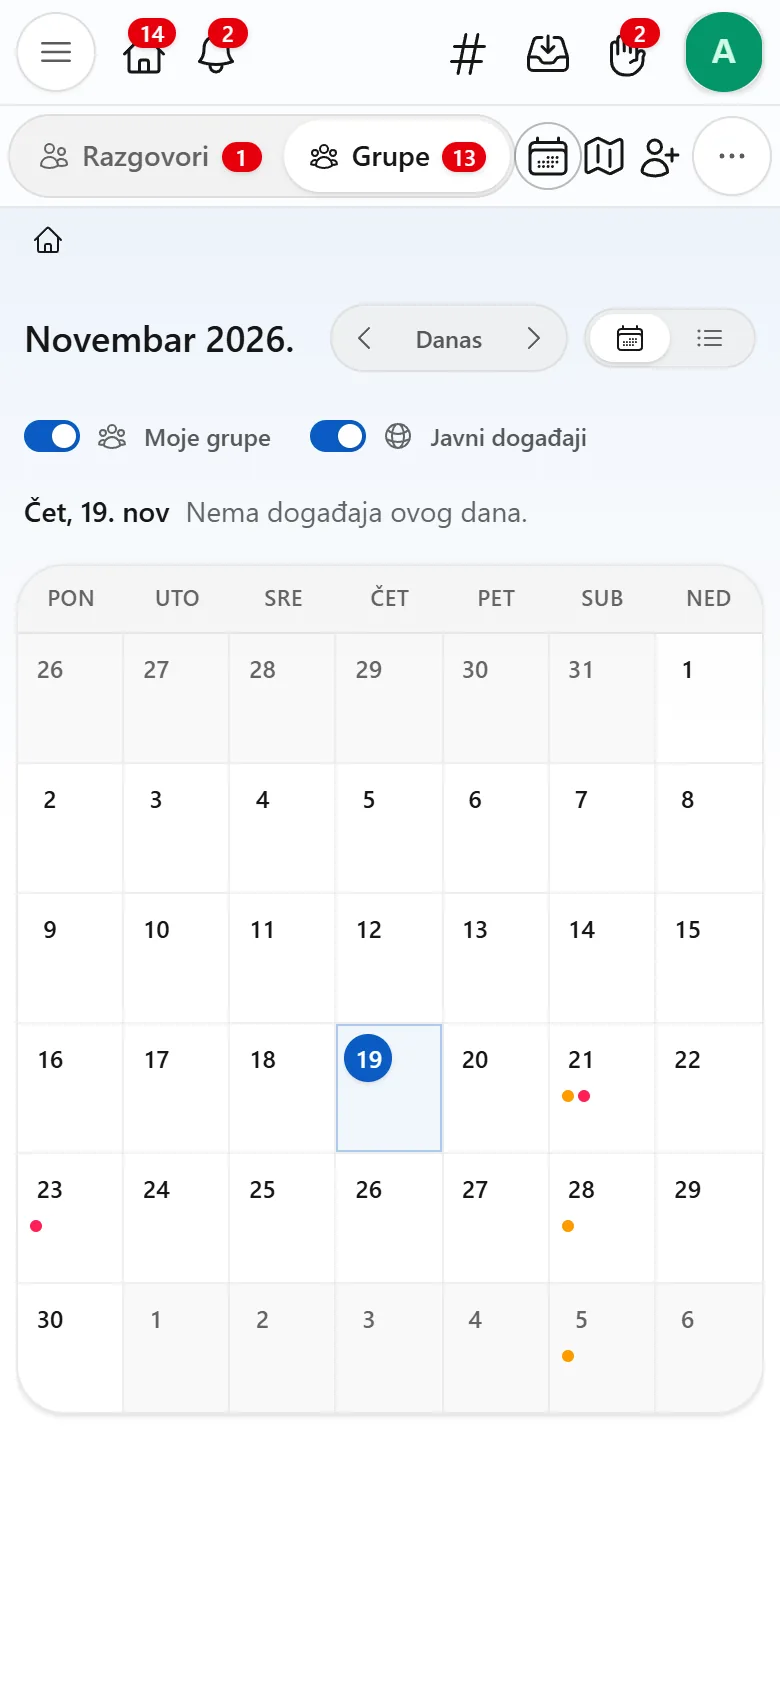 14 2 2 A
Razgovori 1 Grupe 13
Novembar 2026. Danas
Moje grupe Javni događaji
Čet, 19. nov Nema događaja ovog dana.
PON UTO SRE ČET PET SUB NED
26 27 28 29 30 31 1
2 3 4 5 6 7 8
9 10 11 12 13 14 15
16 17 18 19 20 21 22
23 24 25 26 27 28 29
30 1 2 3 4 5 6